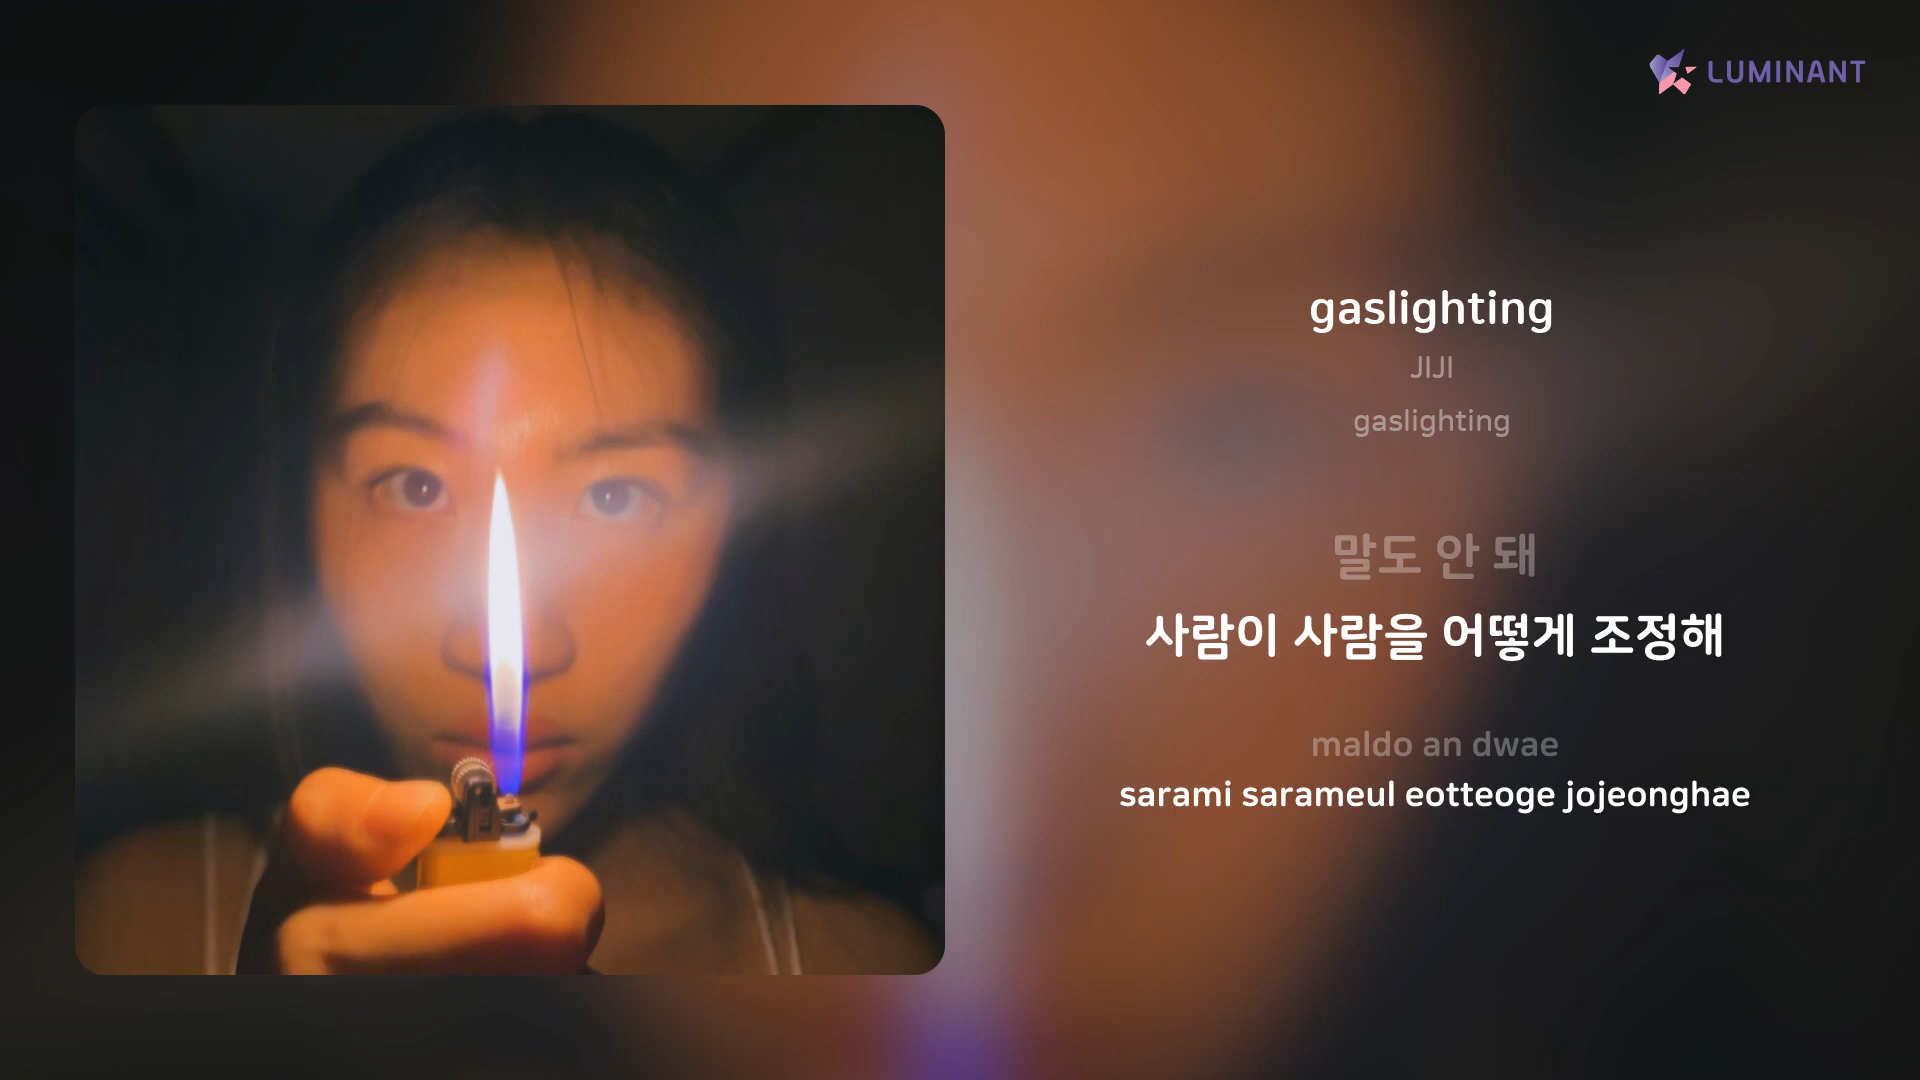 LUMINANT
gaslighting
JIJI
gaslighting
말도 안 돼
사람이 사람을 어떻게 조정해
maldo an dwae
sarami sarameul eotteoge jojeonghae